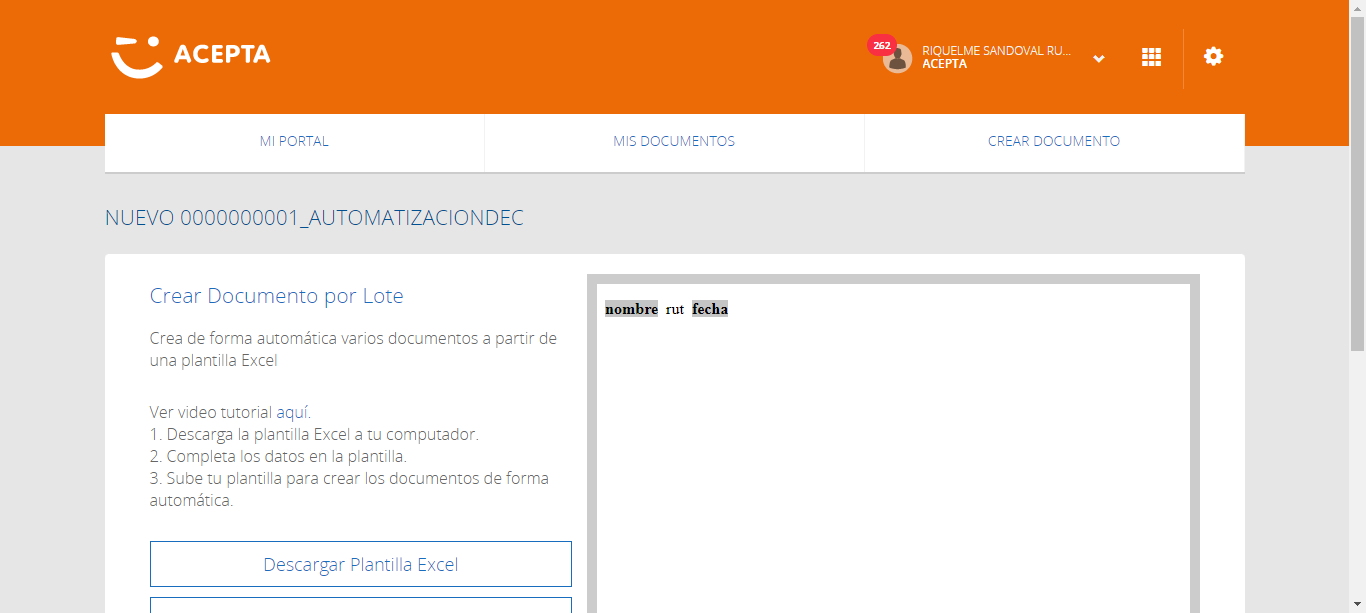 ACEPTA
262
RIQUELME SANDOVAL RU...
ACEPTA
MI PORTAL
MIS DOCUMENTOS
CREAR DOCUMENTO
NUEVO 0000000001_AUTOMATIZACIONDEC
Crear Documento por Lote
Crea de forma automática varios documentos a partir de
una plantilla Excel
Ver video tutorial aquí.
1. Descarga la plantilla Excel a tu computador.
2. Completa los datos en la plantilla.
3. Sube tu plantilla para crear los documentos de forma
automática.
Descargar Plantilla Excel
nombre rut fecha